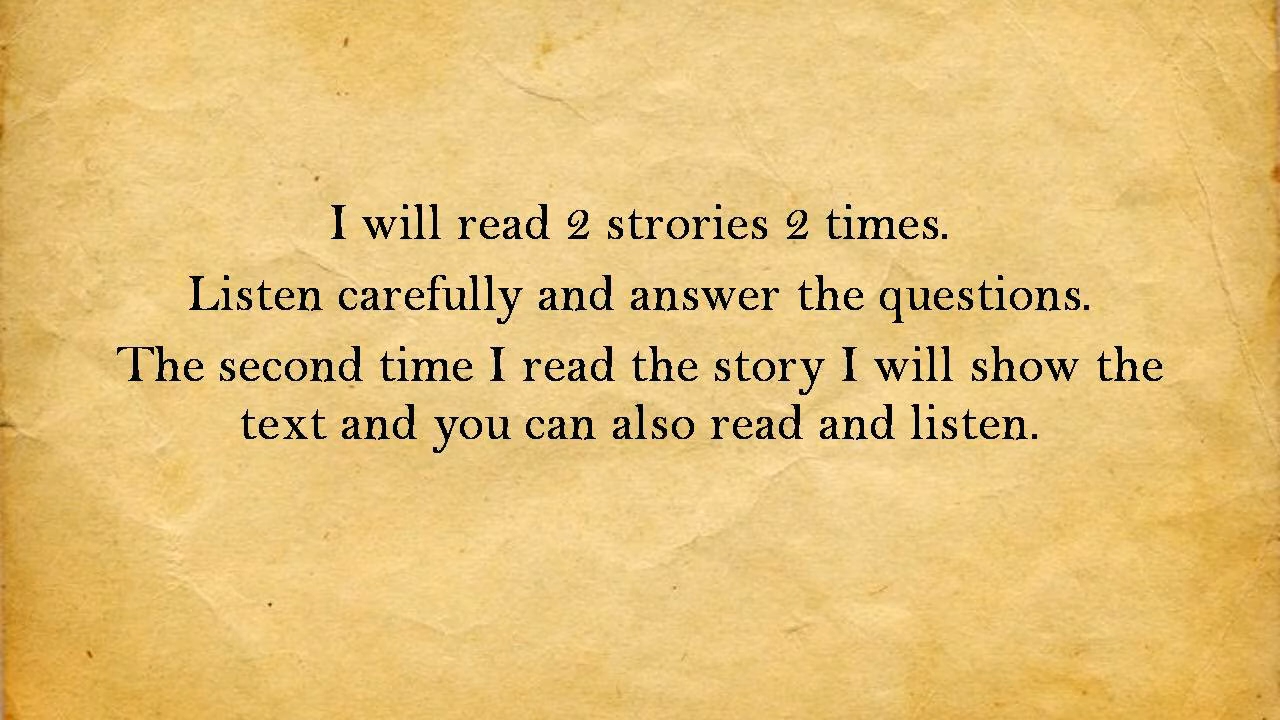 I will read 2 strories 2 times.
Listen carefully and answer the questions.
The second time I read the story I will show the
text and you can also read and listen.